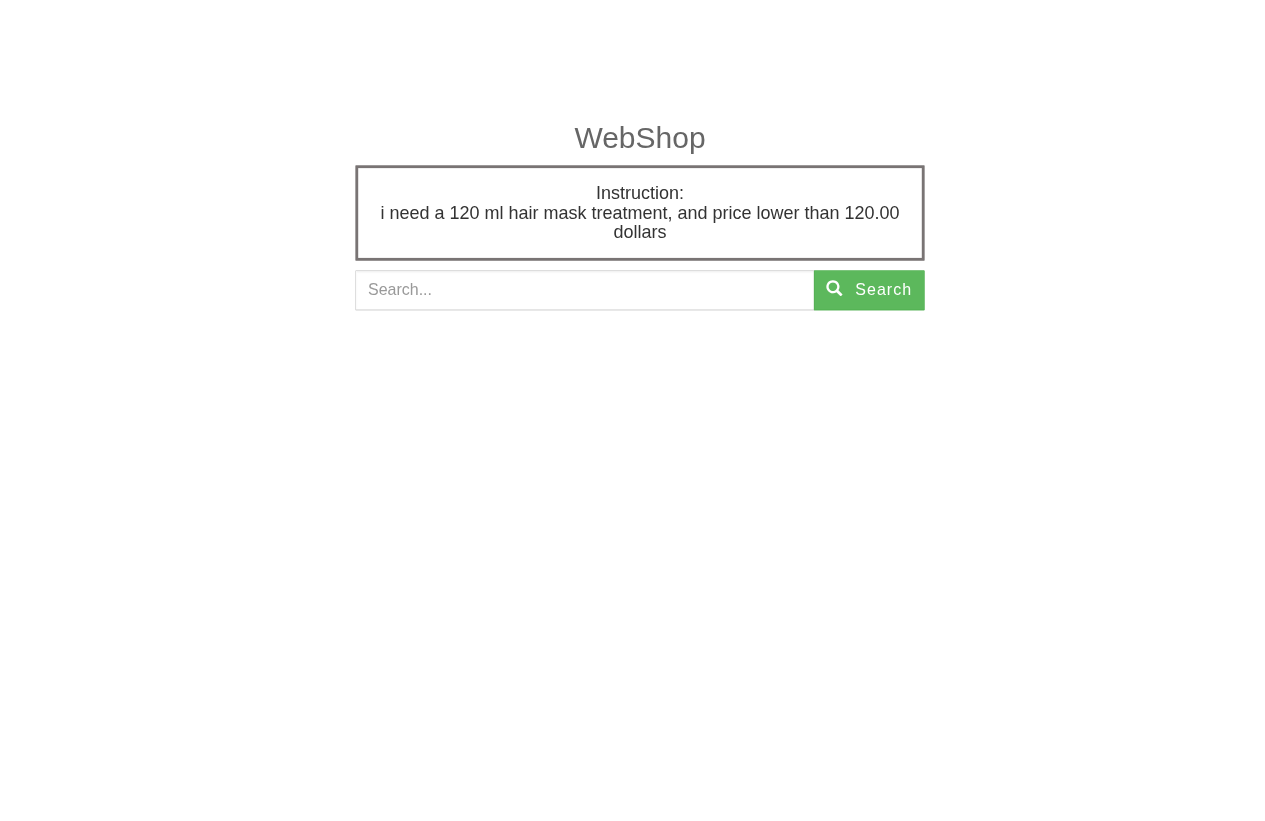 WebShop
Instruction:
i need a 120 ml hair mask treatment, and price lower than 120.00
dollars
Search...
Search